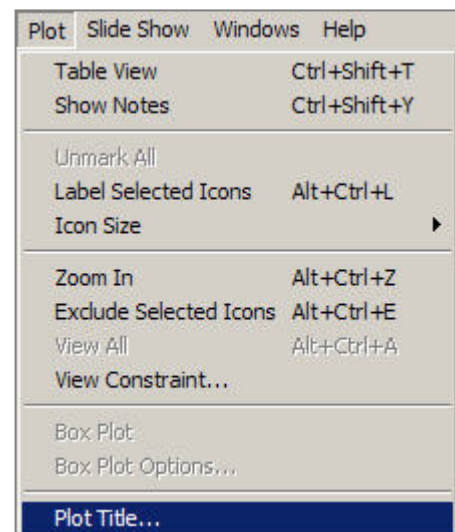 Plot Slide Show Windows Help
Table View Ctrl+Shift+T
Show Notes Ctrl+Shift+Y
Unmark All
Label Selected Icons Alt+Ctrl+L
Icon Size
Zoom In Alt+Ctrl+Z
Exclude Selected Icons Alt+Ctrl+E
View All Alt+Ctrl+A
View Constraint...
Box Plot
Box Plot Options...
Plot Title...